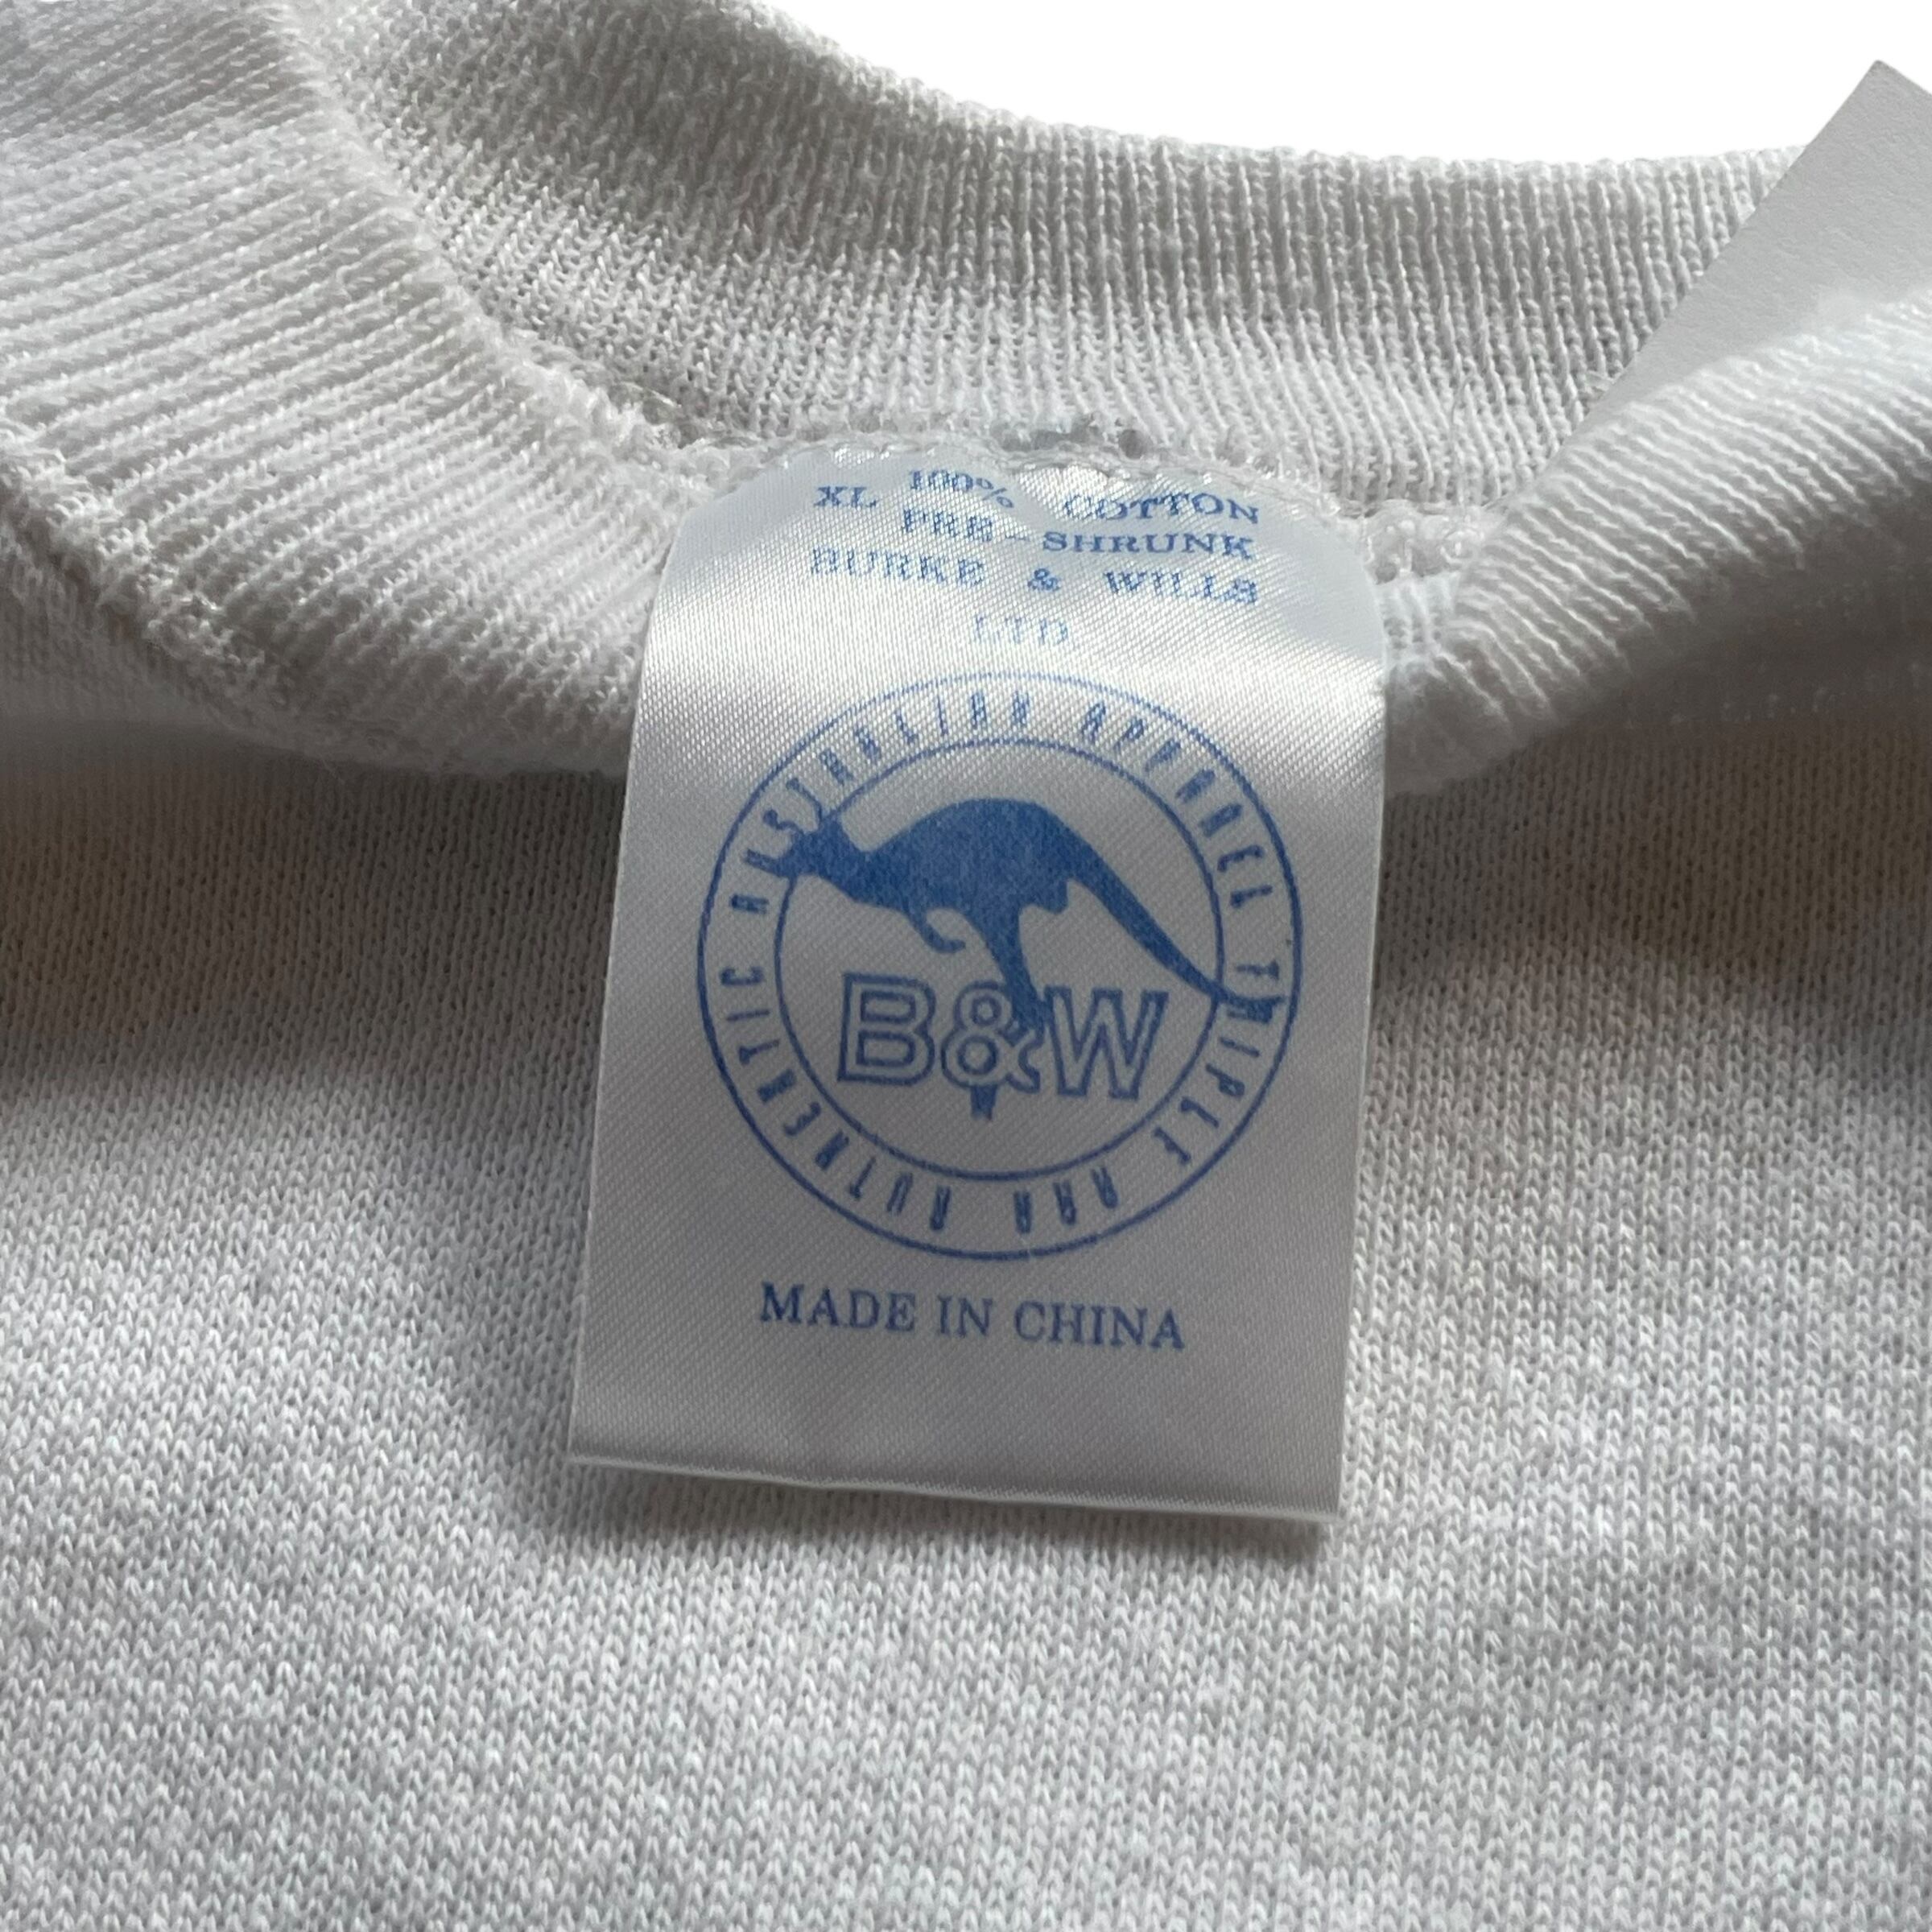 XL 100% COTTON
PRE-SHRUNK
BURKE & WILLS
LTD
AUSTRALIAN APPAREL TRIPLE AAA AUTHENTIC
B&W
MADE IN CHINA